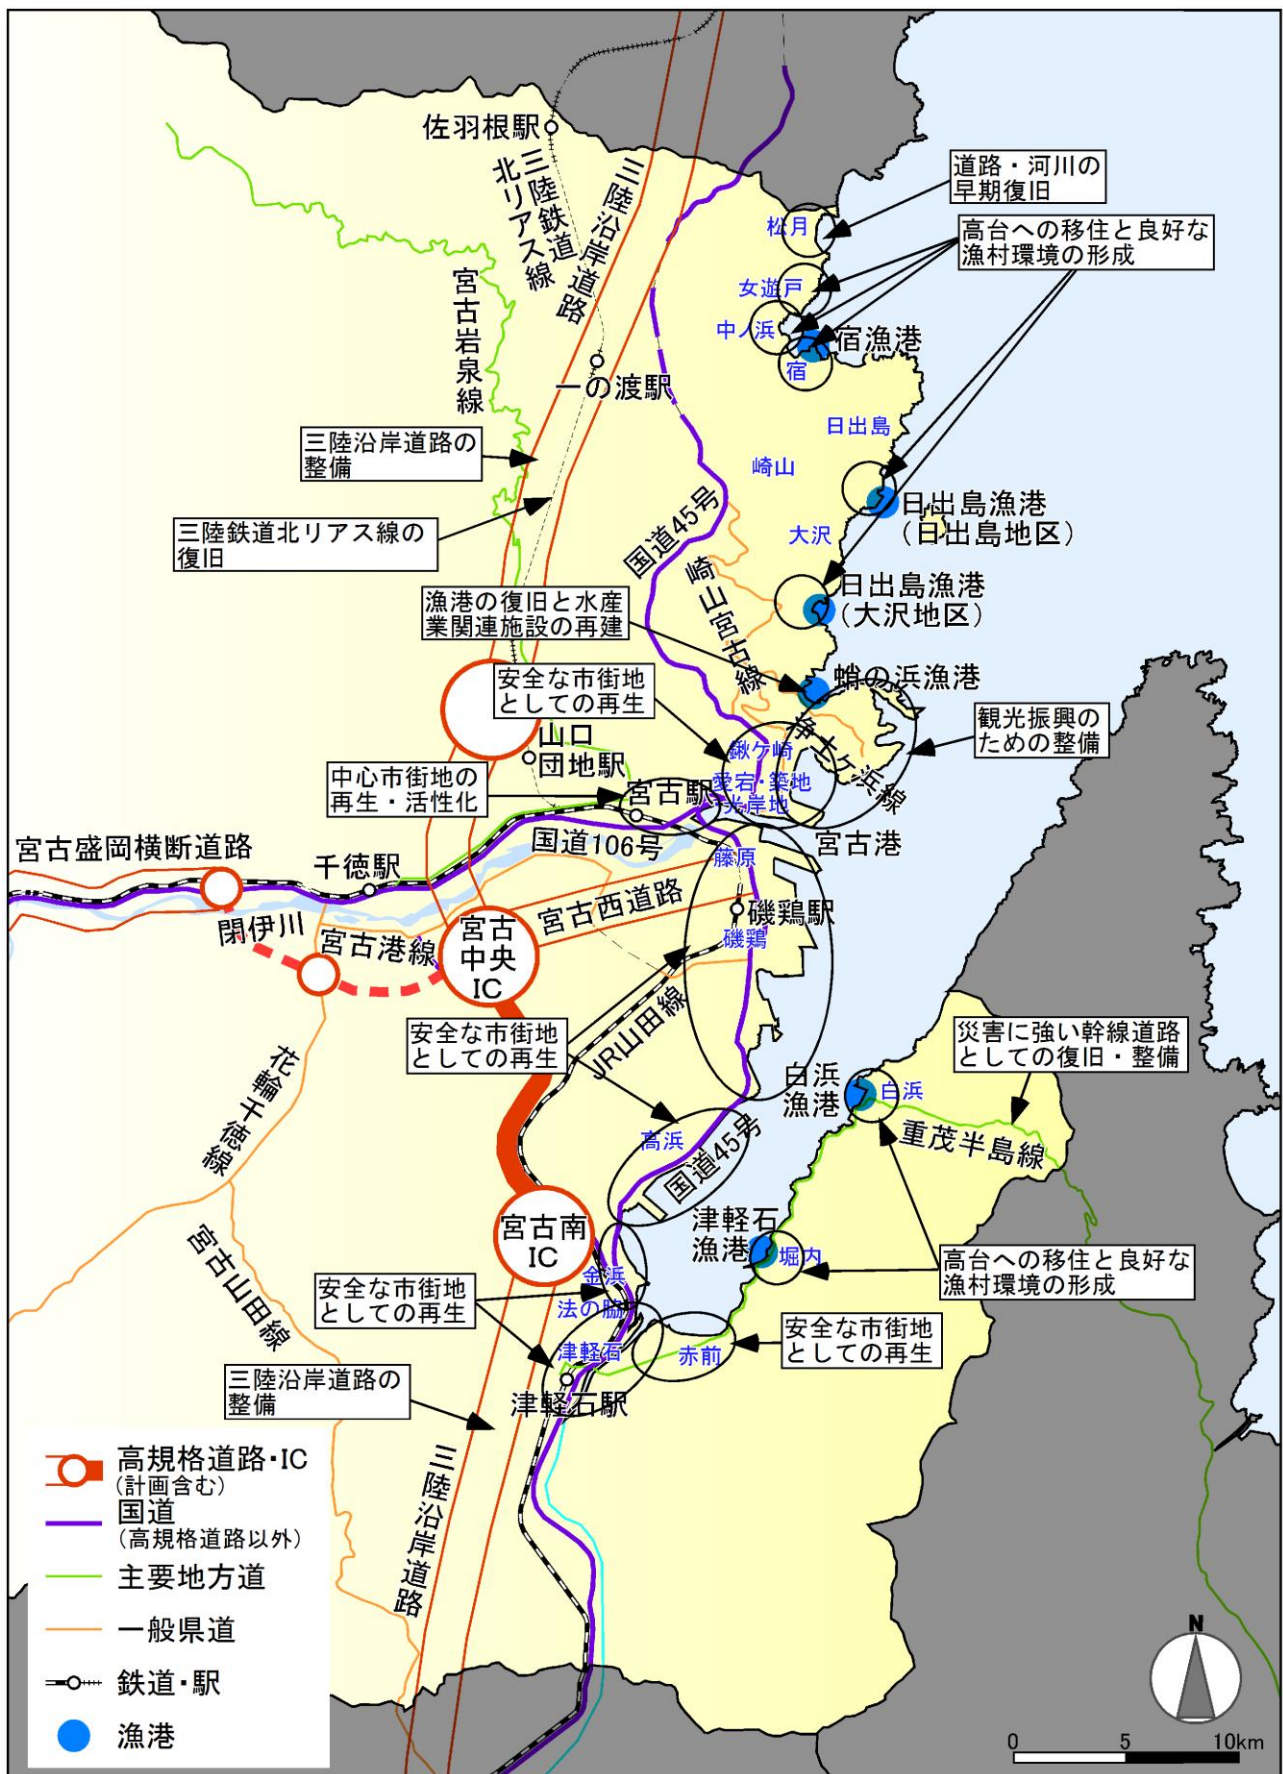 佐羽根駅
三陸鉄道
北リアス線
三陸沿岸道路
宮古岩泉線
道路・河川の
早期復旧
松月
高台への移住と良好な
漁村環境の形成
女遊戸
中ノ浜
宿漁港
宿
一の渡駅
日出島
崎山
三陸沿岸道路の
整備
日出島漁港
（日出島地区）
三陸鉄道北リアス線の
復旧
国道45号
大沢
崎山宮古線
日出島漁港
（大沢地区）
漁港の復旧と水産
業関連施設の再建
安全な市街地
としての再生
蛸の浜漁港
観光振興の
ための整備
浄土ヶ浜線
山口
団地駅
鍬ケ崎
愛宕・築地
・光岸地
中心市街地の
再生・活性化
宮古駅
宮古港
国道106号
宮古盛岡横断道路
千徳駅
藤原
宮古西道路
磯鶏駅
磯鶏
閉伊川
宮古港線
宮古
中央
IC
安全な市街地
としての再生
JR山田線
花輪千徳線
災害に強い幹線道路
としての復旧・整備
白浜
漁港
白浜
重茂半島線
高浜
国道45号
津軽石
漁港
堀内
宮古南
IC
宮古山田線
高台への移住と良好な
漁村環境の形成
金浜
安全な市街地
としての再生
法の脇
津軽石
赤前
安全な市街地
としての再生
三陸沿岸道路の
整備
津軽石駅
三陸沿岸道路
高規格道路・IC
（計画含む）
国道
（高規格道路以外）
主要地方道
一般県道
鉄道・駅
漁港
N
0 5 10km